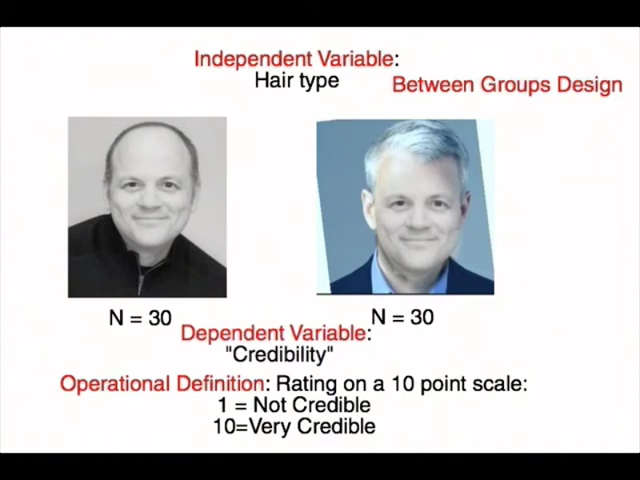 Independent Variable:
Hair type
Between Groups Design
N = 30
N = 30
Dependent Variable:
"Credibility"
Operational Definition: Rating on a 10 point scale:
1 = Not Credible
10=Very Credible